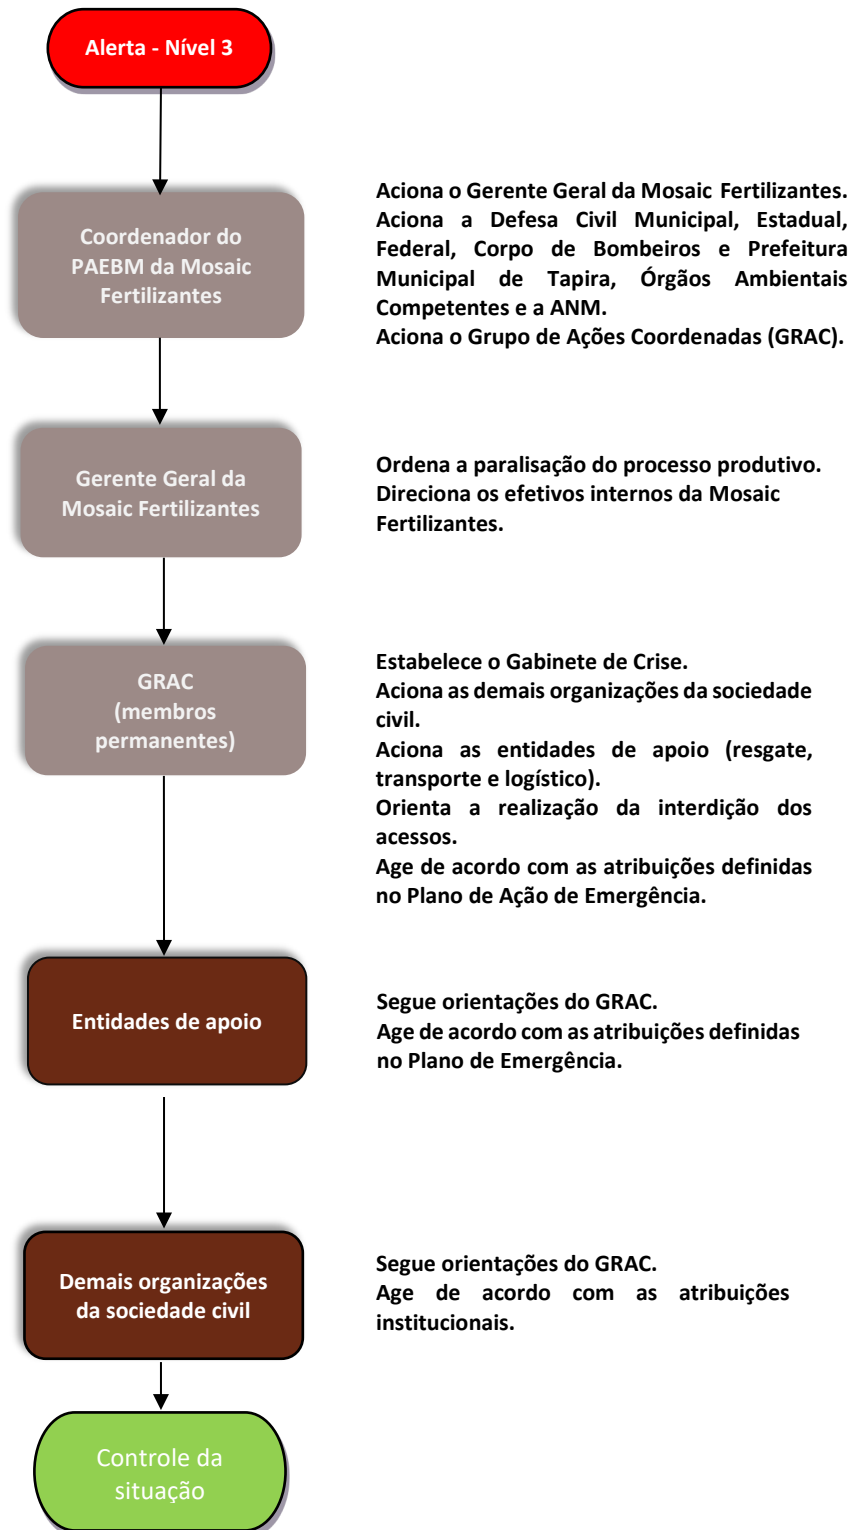 Alerta - Nível 3
Coordenador do
PAEBM da Mosaic
Fertilizantes
Aciona o Gerente Geral da Mosaic Fertilizantes.
Aciona a Defesa Civil Municipal, Estadual,
Federal, Corpo de Bombeiros e Prefeitura
Municipal de Tapira, Órgãos Ambientais
Competentes e a ANM.
Aciona o Grupo de Ações Coordenadas (GRAC).
Gerente Geral da
Mosaic Fertilizantes
Ordena a paralisação do processo produtivo.
Direciona os efetivos internos da Mosaic
Fertilizantes.
GRAC
(membros
permanentes)
Estabelece o Gabinete de Crise.
Aciona as demais organizações da sociedade
civil.
Aciona as entidades de apoio (resgate,
transporte e logístico).
Orienta a realização da interdição dos
acessos.
Age de acordo com as atribuições definidas
no Plano de Ação de Emergência.
Entidades de apoio
Segue orientações do GRAC.
Age de acordo com as atribuições definidas
no Plano de Emergência.
Demais organizações
da sociedade civil
Segue orientações do GRAC.
Age de acordo com as atribuições
institucionais.
Controle da
situação